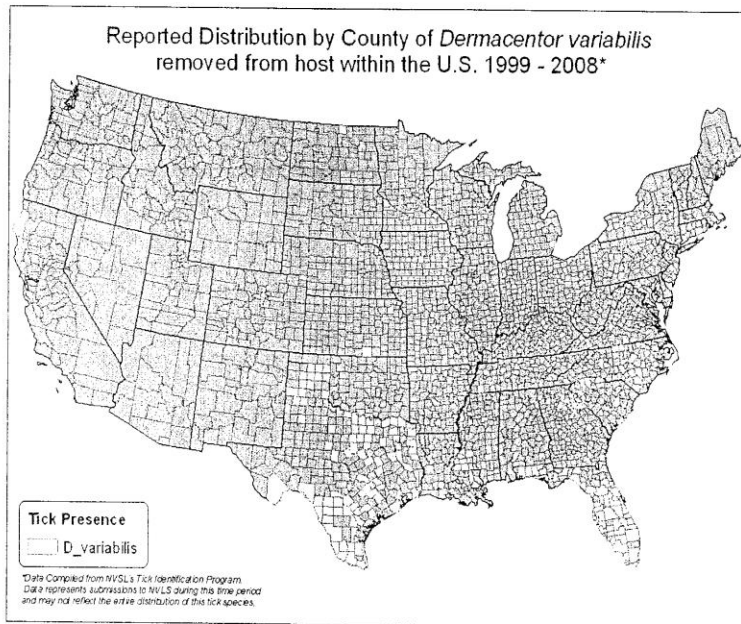 Reported Distribution by County of Dermacentor variabilis
removed from host within the U.S. 1999 - 2008*
Tick Presence
D_variabilis
*Data Compiled from NVSL's Tick Identification Program.
Data represents submissions to NVLS during this time period
and may not reflect the entire distribution of this tick species.